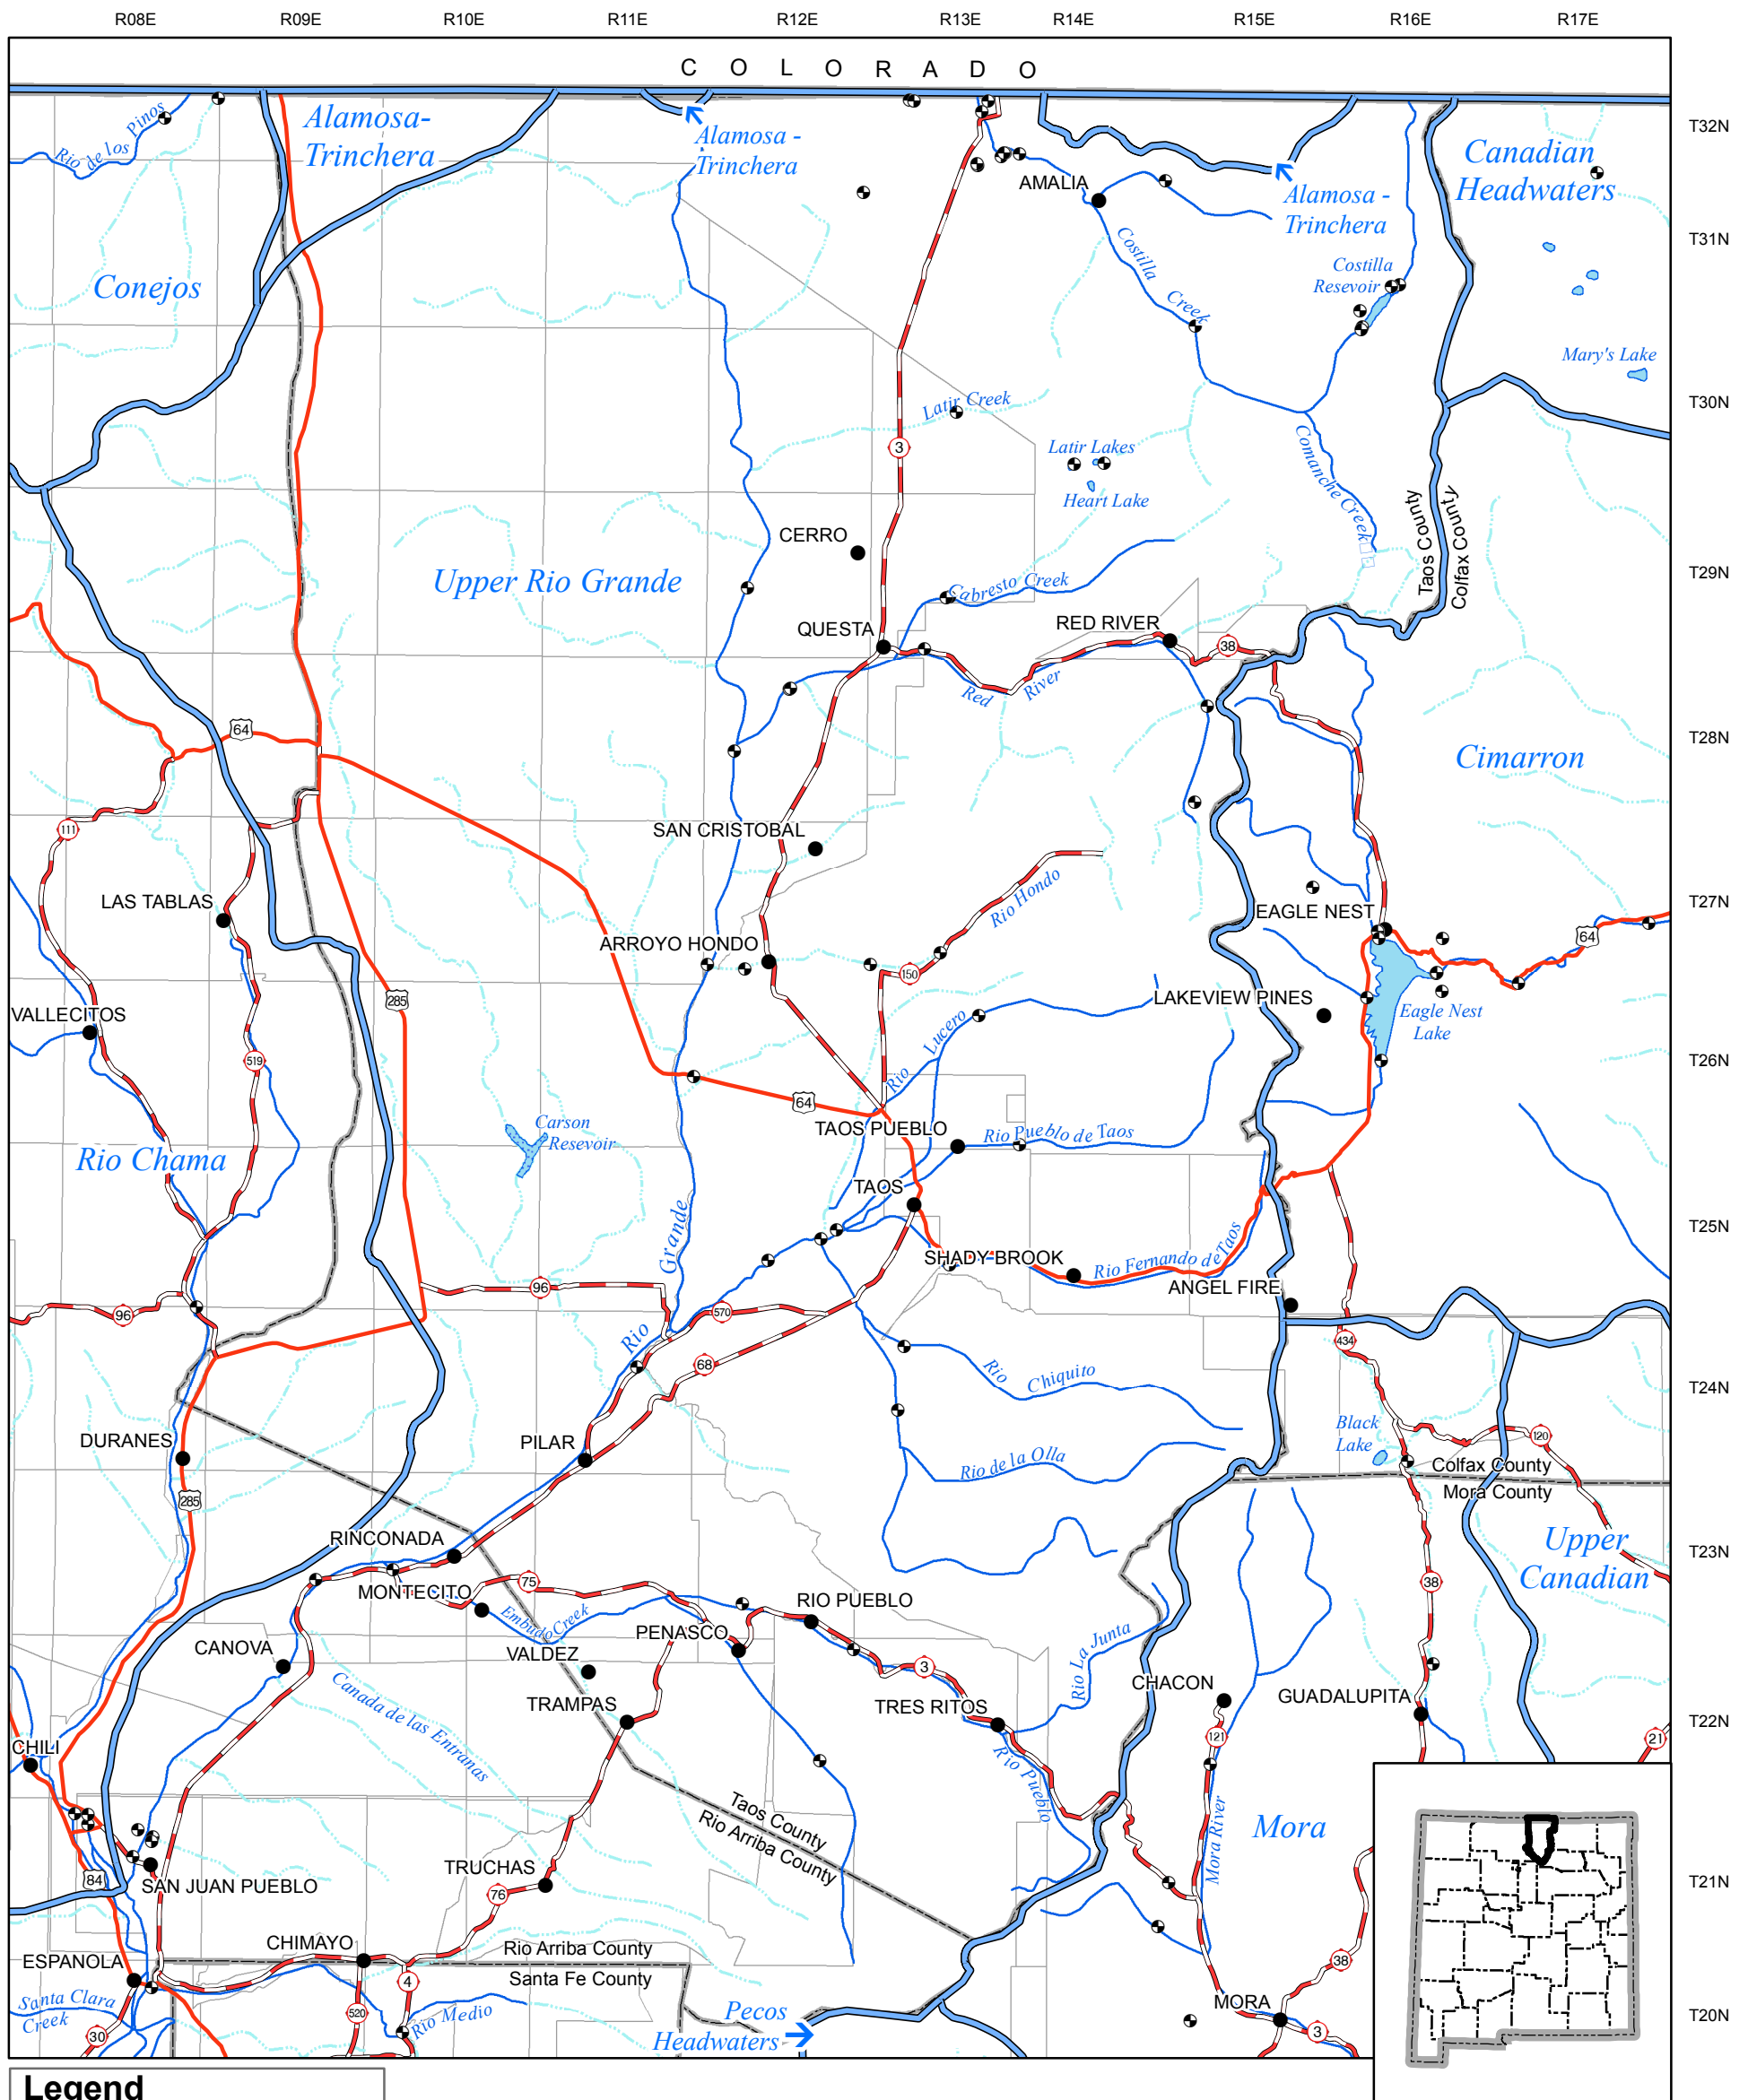 R08E R09E R10E R11E R12E R13E R14E R15E R16E R17E
COLORADO
Rio de los Pinos
Alamosa-
Trinchera
Alamosa -
Trinchera
T32N
Canadian
Headwaters
AMALIA
Alamosa -
Trinchera
T31N
Costilla Creek
Costilla
Resevoir
Conejos
Mary's Lake
Latir Creek
T30N
3
Latir Lakes
Heart Lake
Comanche Creek
Taos County
Colfax County
CERRO
Upper Rio Grande
Cabresto Creek
T29N
QUESTA
RED RIVER
38
Red River
64
T28N
Cimarron
111
SAN CRISTOBAL
LAS TABLAS
Rio Hondo
T27N
EAGLE NEST
64
ARROYO HONDO
150
285
LAKEVIEW PINES
Eagle Nest
Lake
VALLECITOS
519
Rio Lucero
T26N
64
Carson
Resevoir
TAOS PUEBLO
Rio Pueblo de Taos
Rio Chama
TAOS
T25N
Rio Grande
SHADY BROOK
Rio Fernando de Taos
ANGEL FIRE
96
96
570
434
68
Rio Chiquito
T24N
DURANES
PILAR
Black
Lake
120
Rio de la Olla
Colfax County
Mora County
285
RINCONADA
Upper
Canadian
T23N
MONTECITO
75
38
Embudo Creek
RIO PUEBLO
PENASCO
CANOVA
VALDEZ
3
Rio La Junta
CHACON
GUADALUPITA
Canada de las Entranas
TRAMPAS
TRES RITOS
T22N
121
21
CHILI
Rio Pueblo
Taos County
Rio Arriba County
Mora River
Mora
TRUCHAS
84
SAN JUAN PUEBLO
76
T21N
CHIMAYO
Rio Arriba County
Santa Fe County
ESPANOLA
4
38
Santa Clara
Creek
520
Rio Medio
Pecos
Headwaters
MORA
T20N
30
3
Legend